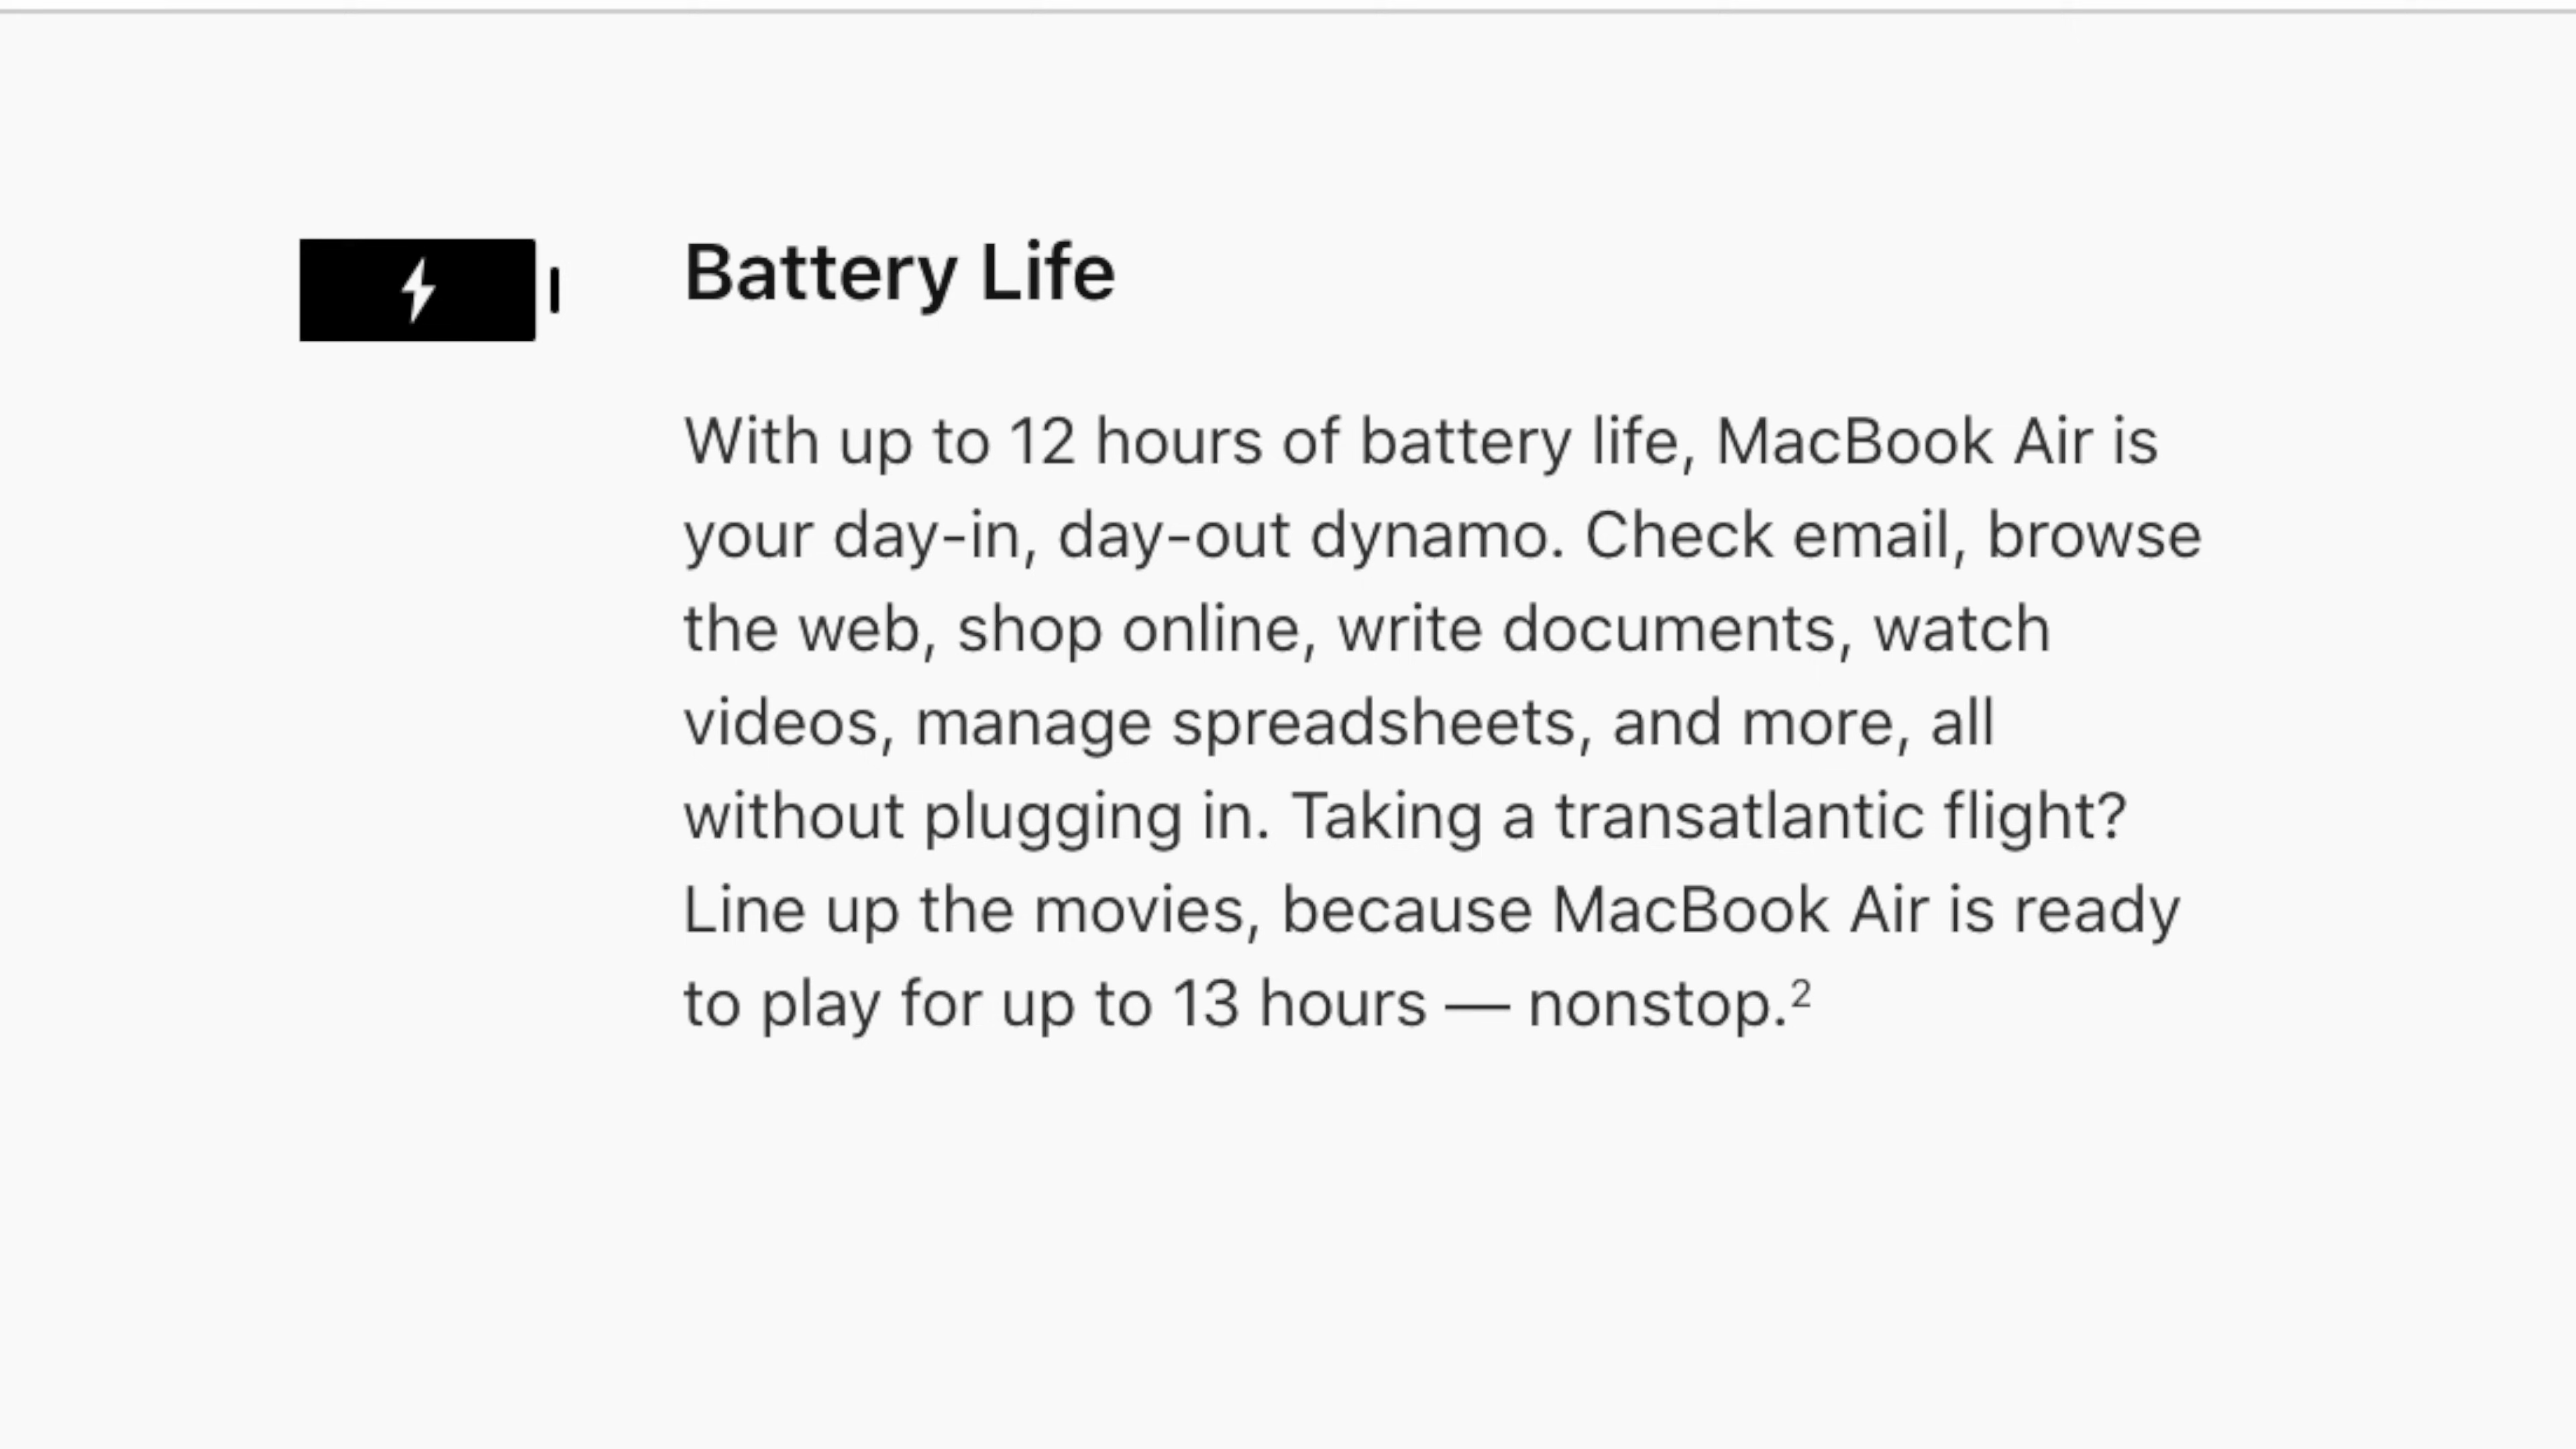 Battery Life
With up to 12 hours of battery life, MacBook Air is
your day-in, day-out dynamo. Check email, browse
the web, shop online, write documents, watch
videos, manage spreadsheets, and more, all
without plugging in. Taking a transatlantic flight?
Line up the movies, because MacBook Air is ready
to play for up to 13 hours — nonstop.²